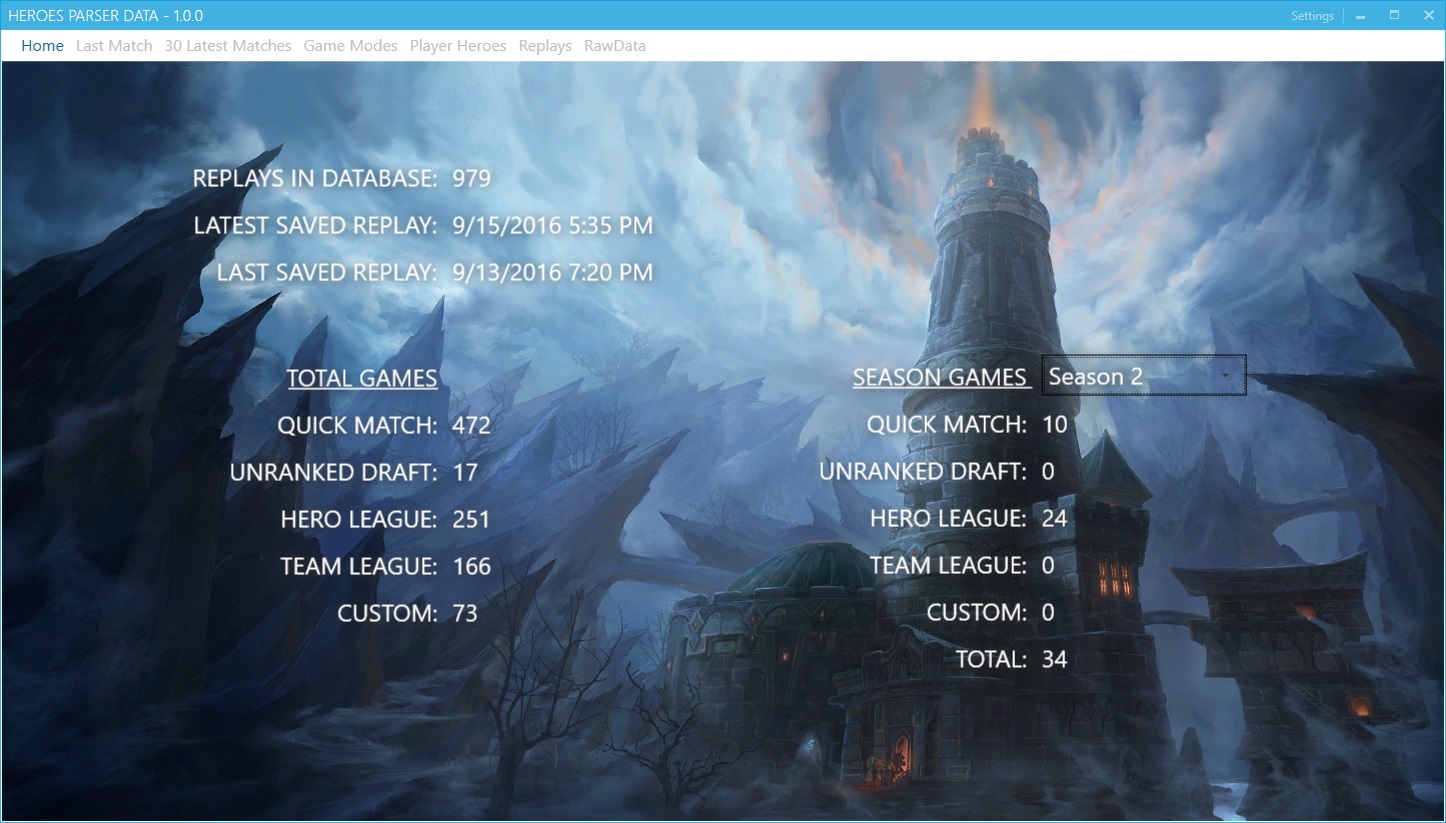 HEROES PARSER DATA - 1.0.0
Settings
Home Last Match 30 Latest Matches Game Modes Player Heroes Replays RawData
REPLAYS IN DATABASE: 979
LATEST SAVED REPLAY: 9/15/2016 5:35 PM
LAST SAVED REPLAY: 9/13/2016 7:20 PM
TOTAL GAMES
QUICK MATCH: 472
UNRANKED DRAFT: 17
HERO LEAGUE: 251
TEAM LEAGUE: 166
CUSTOM: 73
SEASON GAMES Season 2
QUICK MATCH: 10
UNRANKED DRAFT: 0
HERO LEAGUE: 24
TEAM LEAGUE: 0
CUSTOM: 0
TOTAL: 34